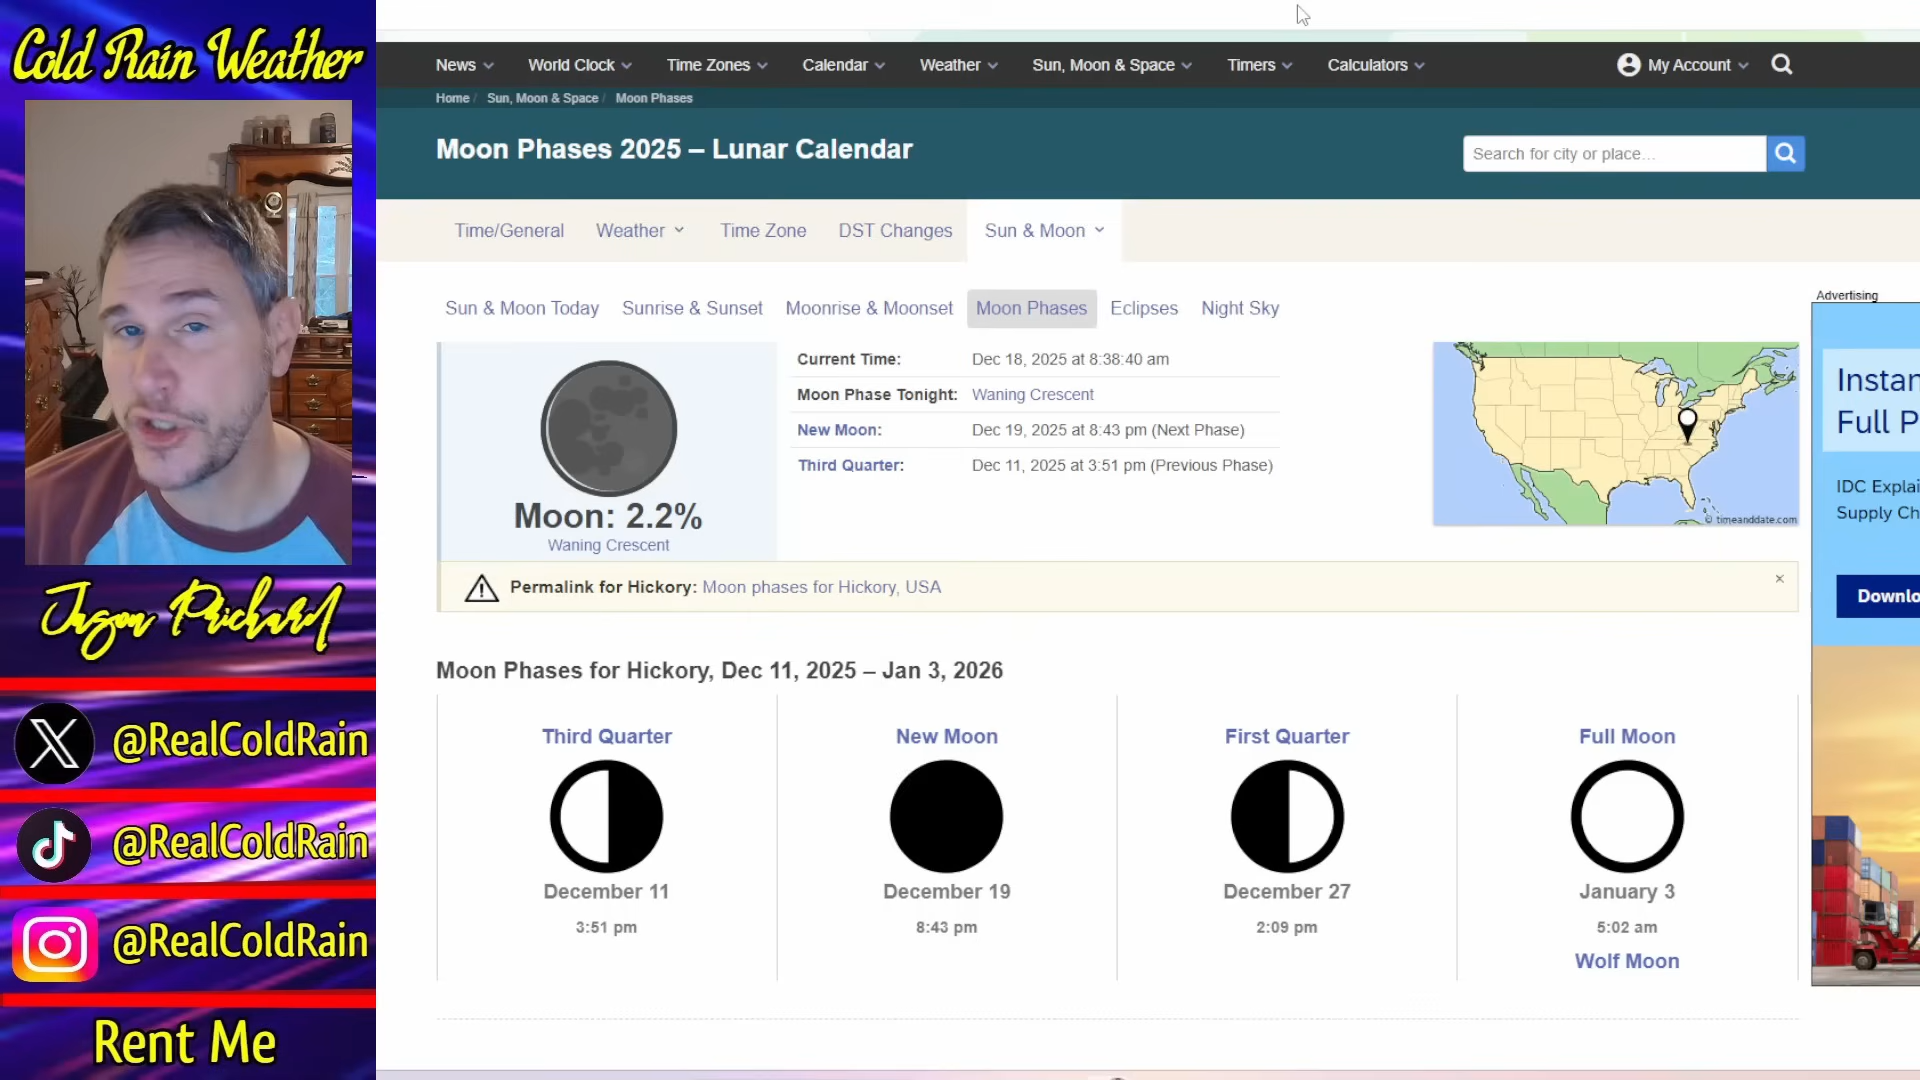 Cold Rain Weather
Jason Prichard
@RealColdRain
@RealColdRain
@RealColdRain
Rent Me
News
World Clock
Time Zones
Calendar
Weather
Sun, Moon & Space
Timers
Calculators
My Account
Home / Sun, Moon & Space / Moon Phases
Moon Phases 2025 – Lunar Calendar
Search for city or place...
Time/General
Weather
Time Zone
DST Changes
Sun & Moon
Sun & Moon Today
Sunrise & Sunset
Moonrise & Moonset
Moon Phases
Eclipses
Night Sky
Moon: 2.2%
Waning Crescent
Current Time: Dec 18, 2025 at 8:38:40 am
Moon Phase Tonight: Waning Crescent
New Moon: Dec 19, 2025 at 8:43 pm (Next Phase)
Third Quarter: Dec 11, 2025 at 3:51 pm (Previous Phase)
© timeanddate.com
Permalink for Hickory: Moon phases for Hickory, USA
×
Moon Phases for Hickory, Dec 11, 2025 – Jan 3, 2026
Third Quarter
December 11
3:51 pm
New Moon
December 19
8:43 pm
First Quarter
December 27
2:09 pm
Full Moon
January 3
5:02 am
Wolf Moon
Advertising
Instan
Full P
IDC Explai
Supply Ch
Downlo